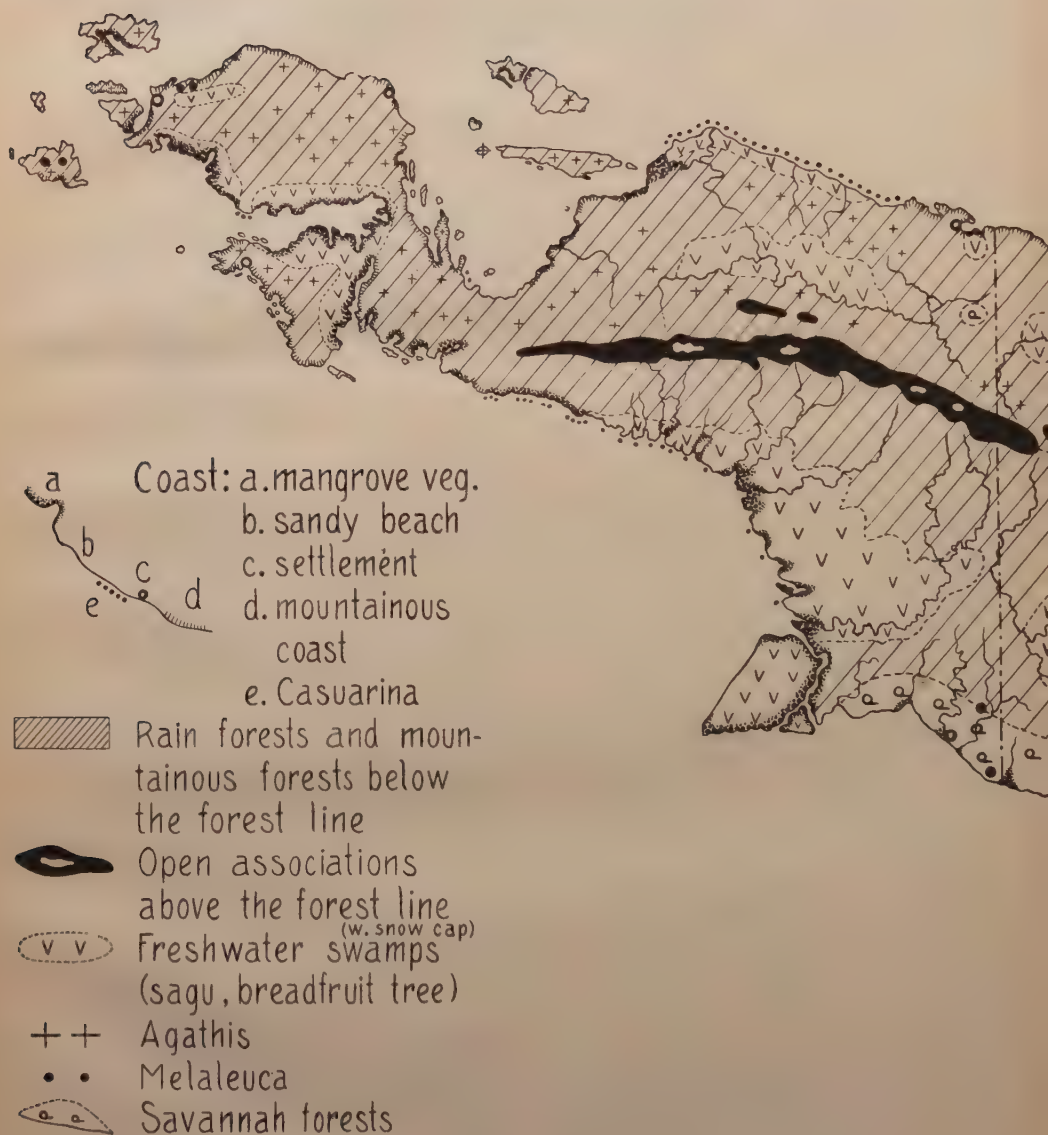 a
b
c
d
e
Coast: a. mangrove veg.
b. sandy beach
c. settlement
d. mountainous
coast
e. Casuarina
Rain forests and moun-
tainous forests below
the forest line
Open associations
above the forest line
(w. snow cap)
Freshwater swamps
(sagu, breadfruit tree)
Agathis
Melaleuca
Savannah forests